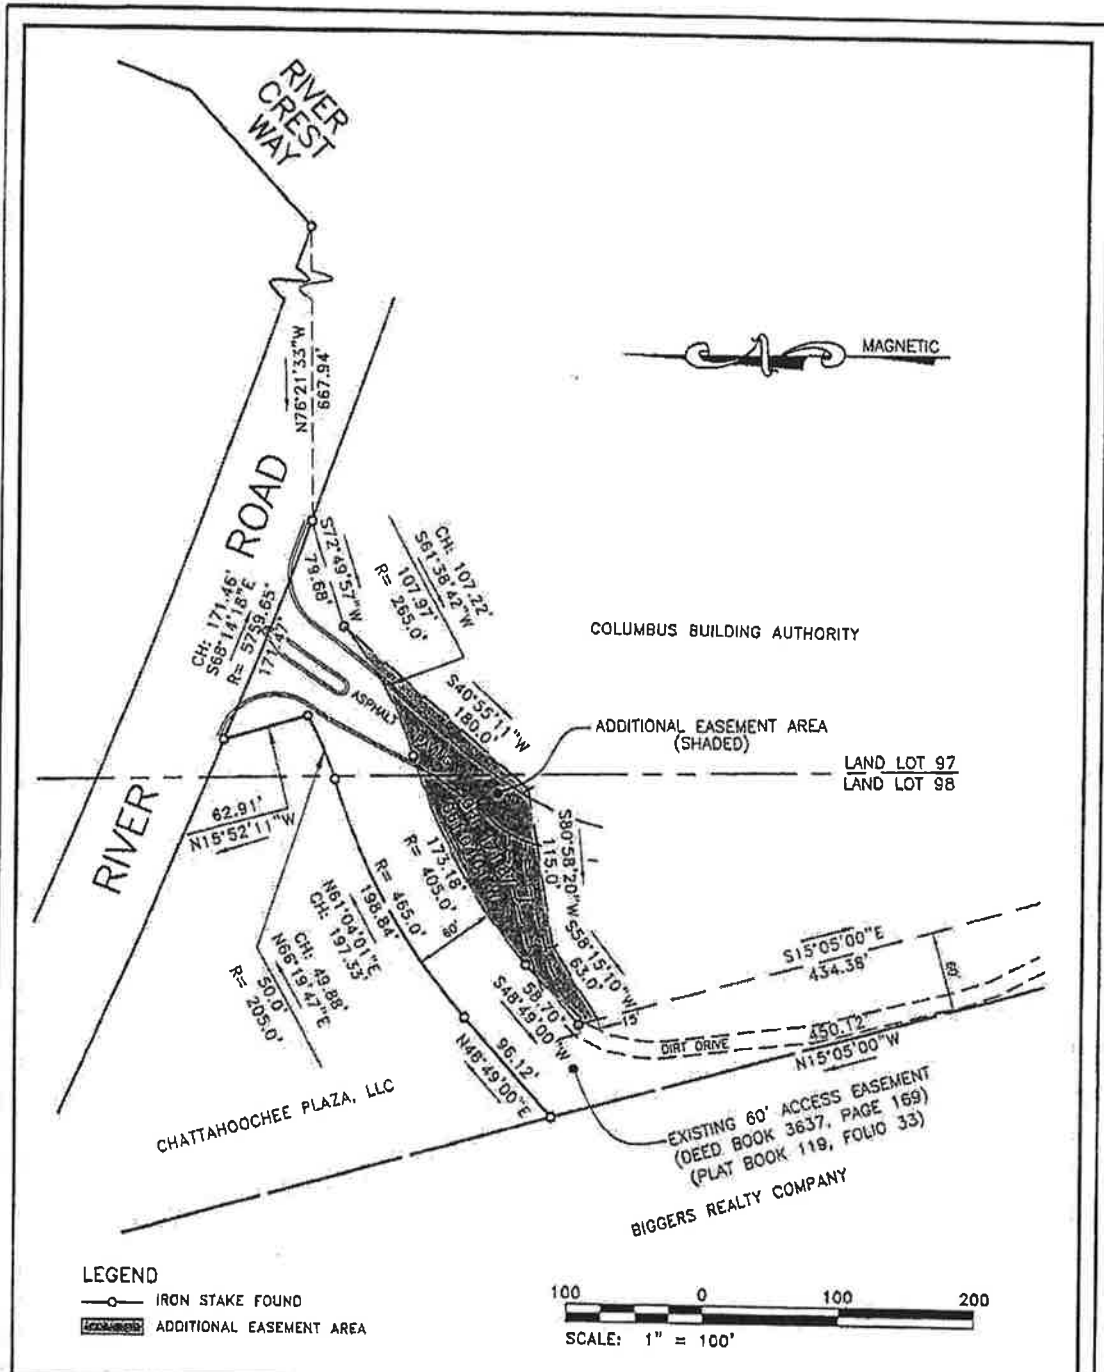 RIVER
CREST
WAY
MAGNETIC
N76°21'33"W
667.94'
RIVER ROAD
S72°49'57"W
79.68'
CH: 107.22'
S61°38'42"W
107.97'
R= 265.0'
CH: 171.46'
S68°14'18"E
R= 5759.65'
171.47'
ASPHALT
COLUMBUS BUILDING AUTHORITY
S40°55'11"W
180.0'
ADDITIONAL EASEMENT AREA
(SHADED)
LAND LOT 97
LAND LOT 98
62.91'
N15°52'11"W
S80°58'20"W
115.0'
173.18'
R= 405.0'
R= 465.0'
198.84'
N61°04'01"E
CH: 197.33'
60'
CH: 49.88'
N66°19'47"E
50.0'
R= 205.0'
S58°15'10"W
63.0'
58.70'
S48°49'00"W
15'
S15°05'00"E
434.38'
60'
DIRT DRIVE
450.12'
N15°05'00"W
96.12'
N48°49'00"E
CHATTAHOOCHEE PLAZA, LLC
EXISTING 60' ACCESS EASEMENT
(DEED BOOK 3637, PAGE 169)
(PLAT BOOK 119, FOLIO 33)
BIGGERS REALTY COMPANY
LEGEND
IRON STAKE FOUND
ADDITIONAL EASEMENT AREA
100 0 100 200
SCALE: 1" = 100'